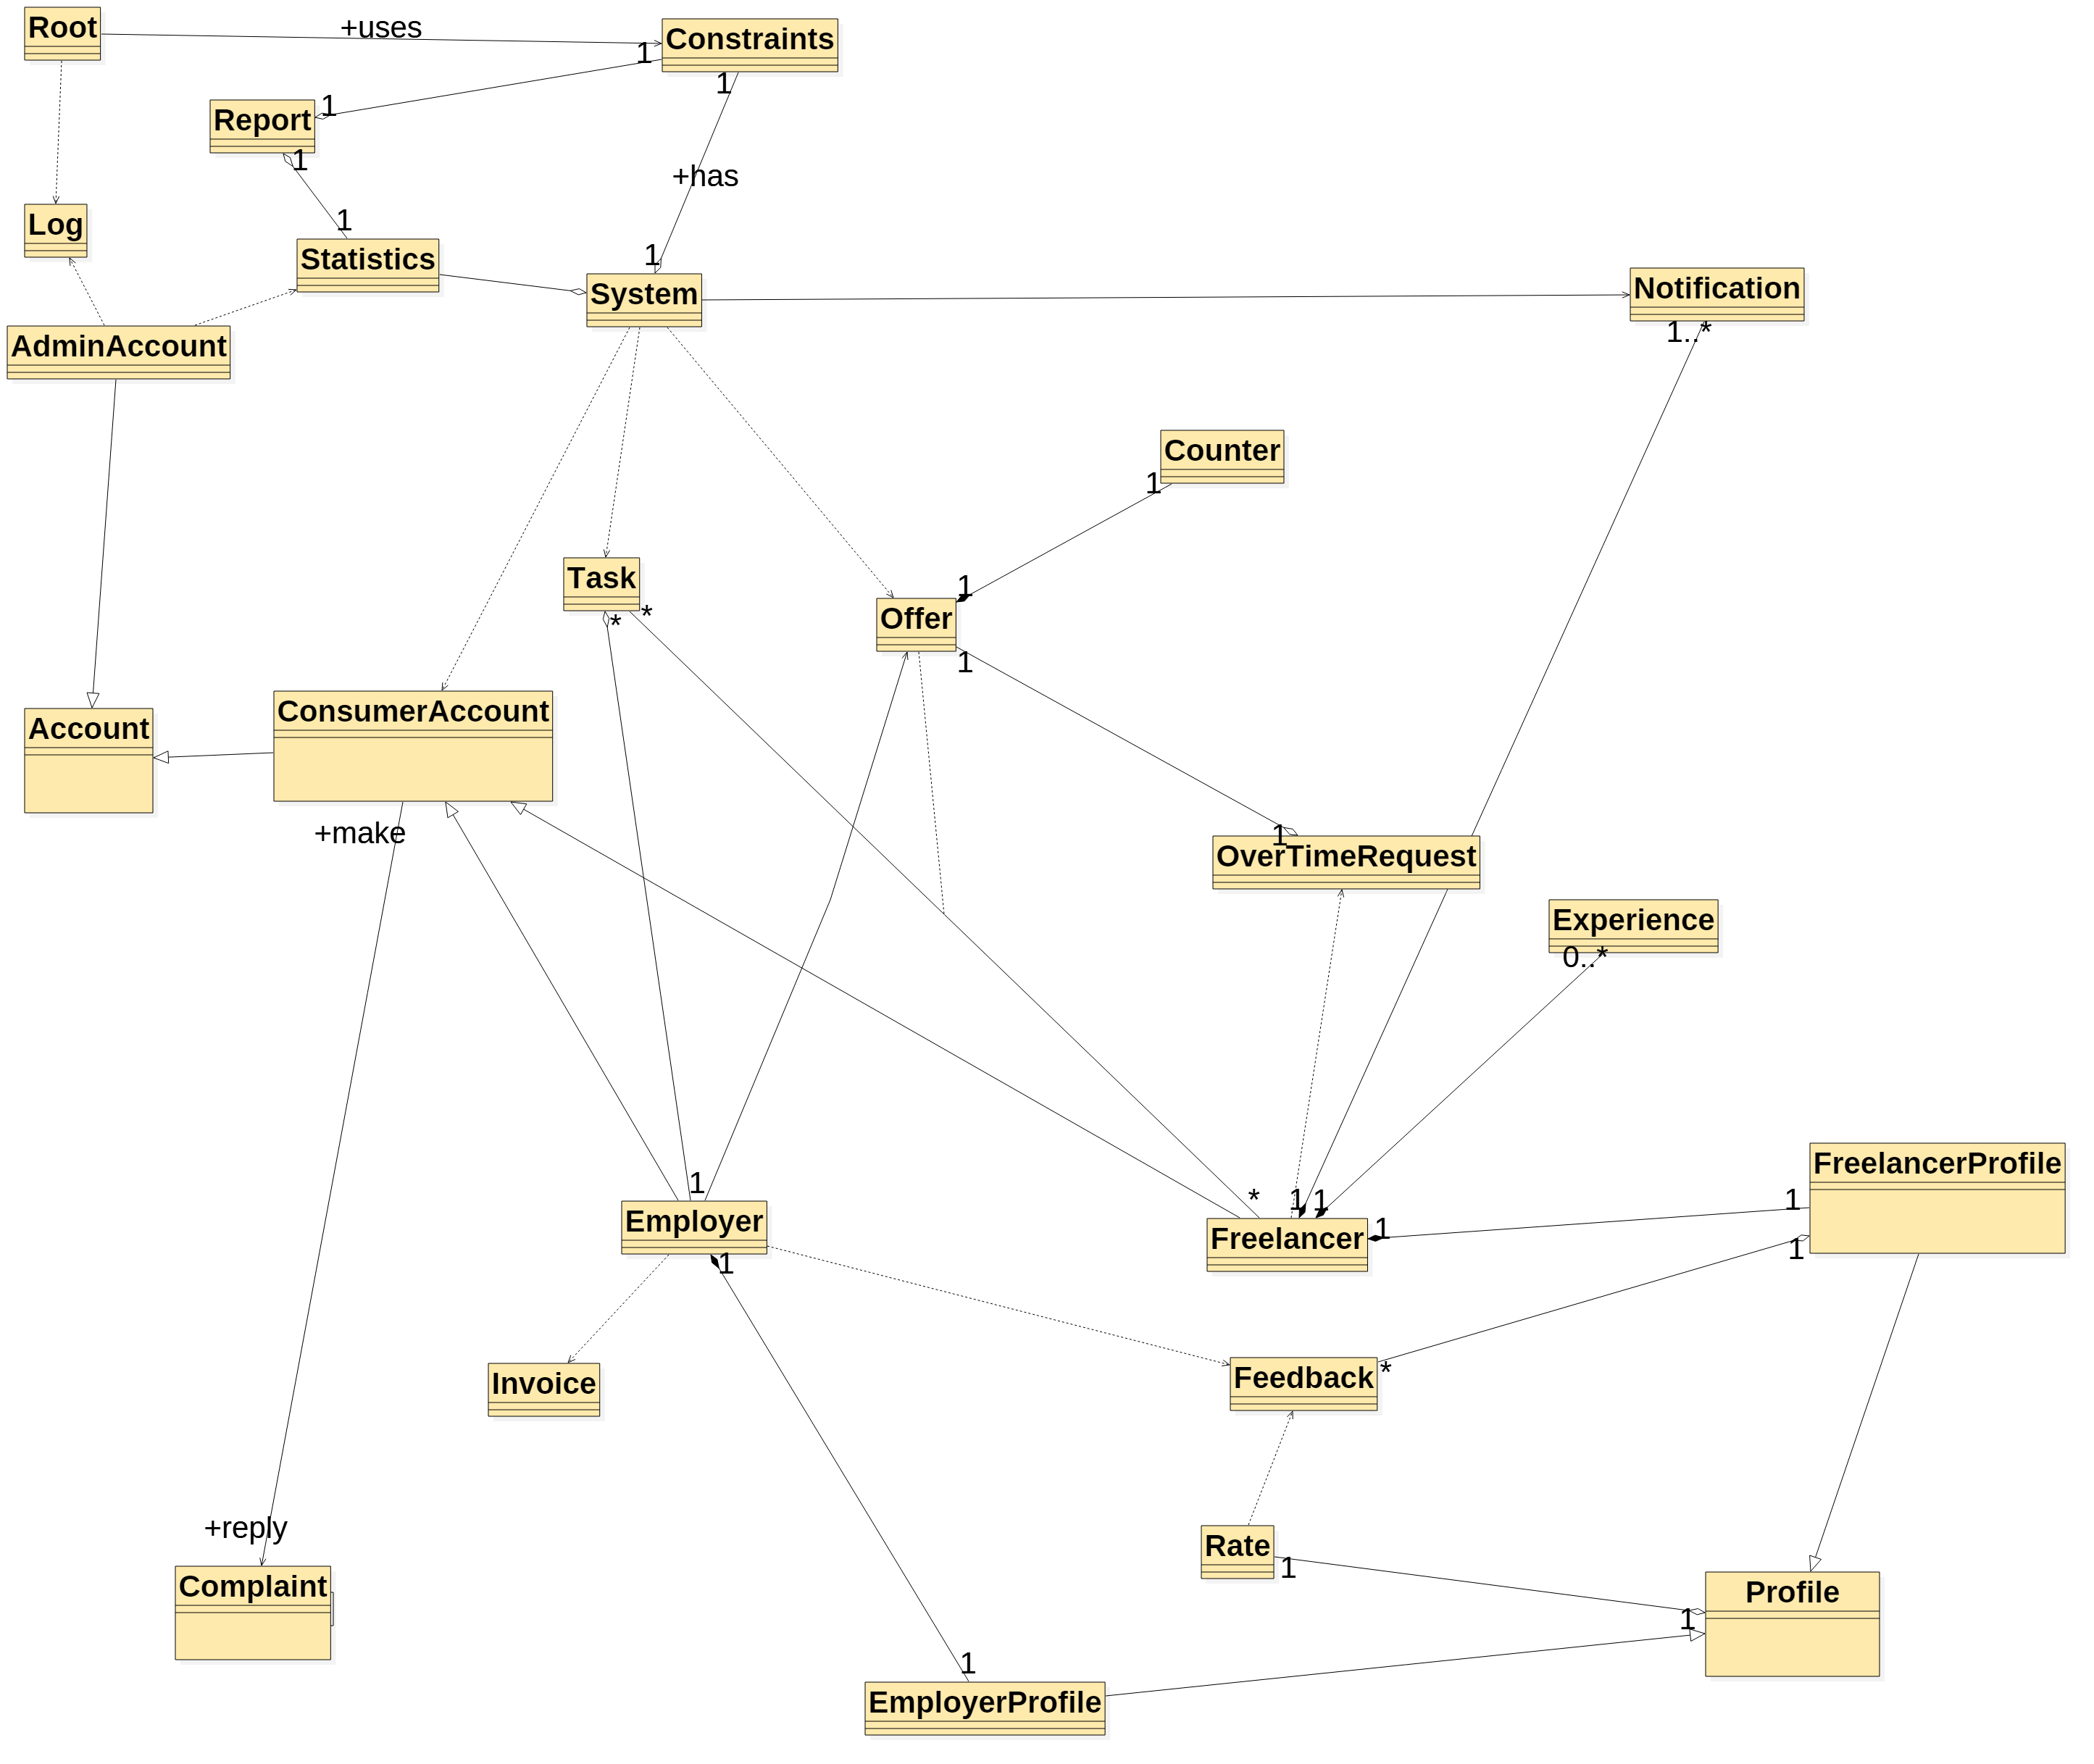 Root
+uses
Constraints
1
1
1
Report
1
+has
Log
1
Statistics
1
System
Notification
1..*
AdminAccount
Counter
1
Task
*
*
1
Offer
1
Account
ConsumerAccount
+make
1
OverTimeRequest
Experience
0..*
FreelancerProfile
1
*
1
1
1
Employer
1
Freelancer
1
1
Invoice
Feedback
*
+reply
Rate
1
Complaint
Profile
1
1
EmployerProfile